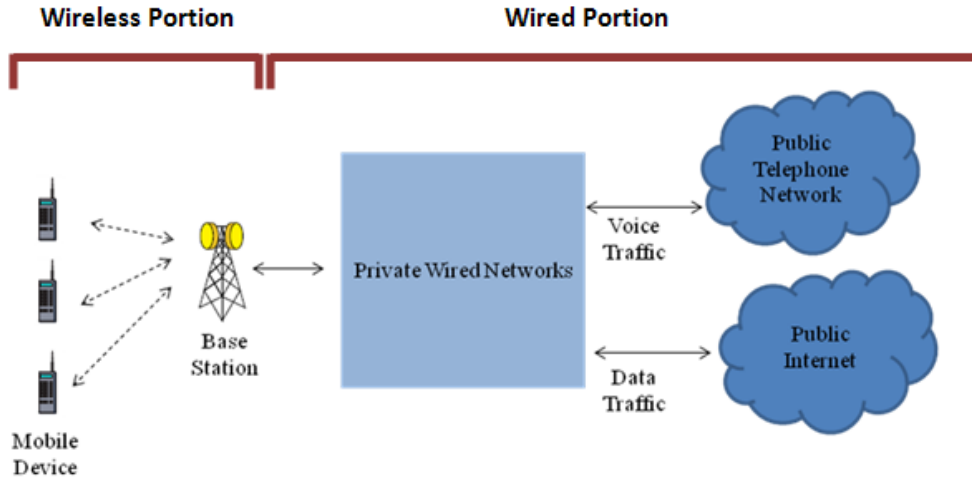 Wireless Portion
Wired Portion
Public
Telephone
Network
Voice
Traffic
Private Wired Networks
Base
Station
Public
Internet
Data
Traffic
Mobile
Device